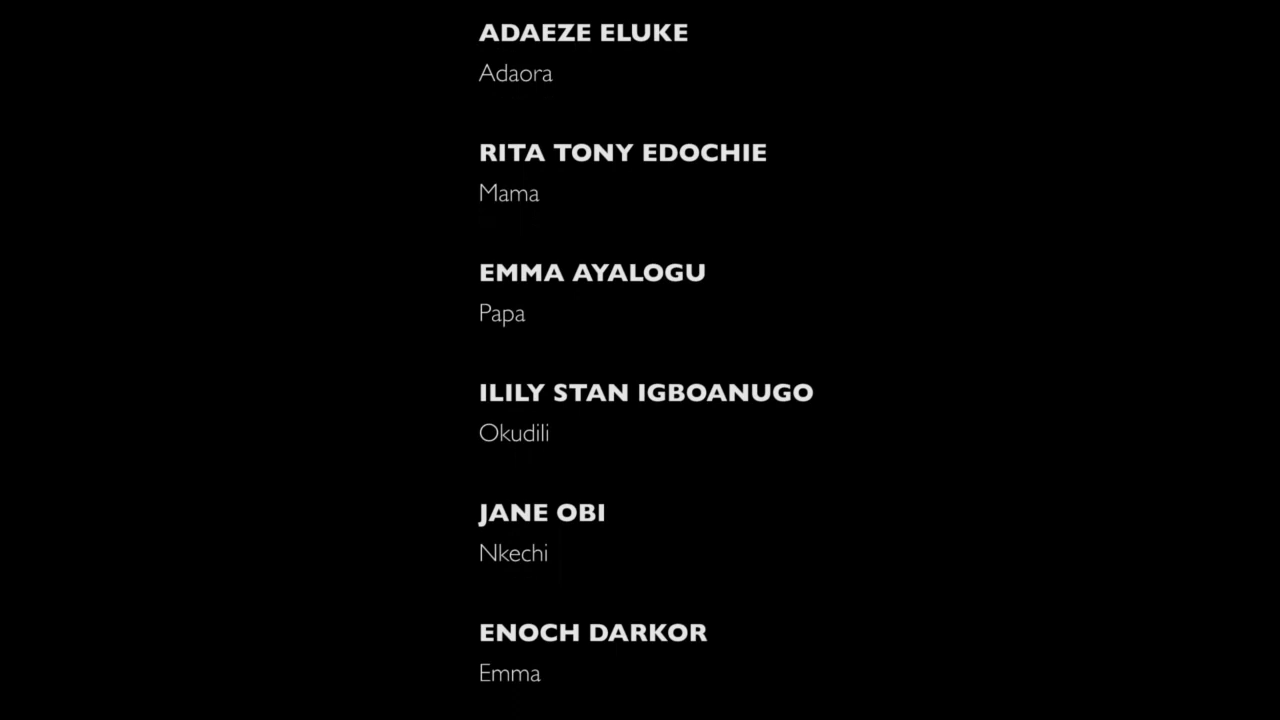 ADAEZE ELUKE
Adaora
RITA TONY EDOCHIE
Mama
EMMA AYALOGU
Papa
ILILY STAN IGBOANUGO
Okudili
JANE OBI
Nkechi
ENOCH DARKOR
Emma